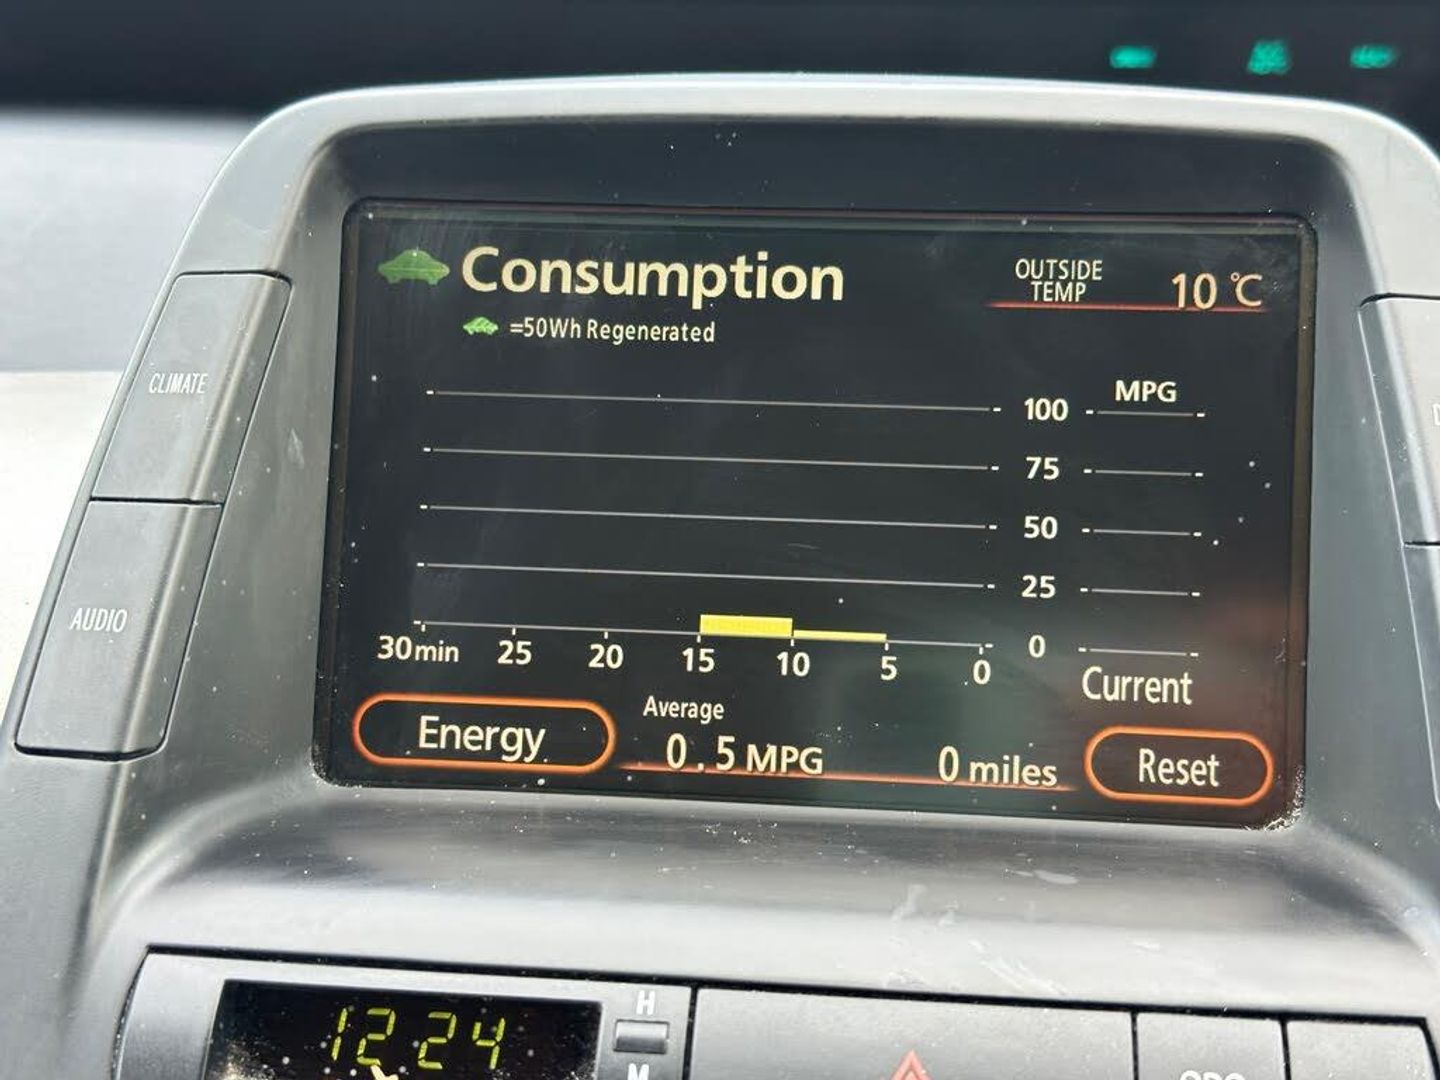 Consumption
OUTSIDE
TEMP
10 °C
=50Wh Regenerated
MPG
100
75
50
25
0
30min 25 20 15 10 5 0
Current
CLIMATE
AUDIO
Energy
Average
0.5 MPG
0 miles
Reset
12 24
H
M